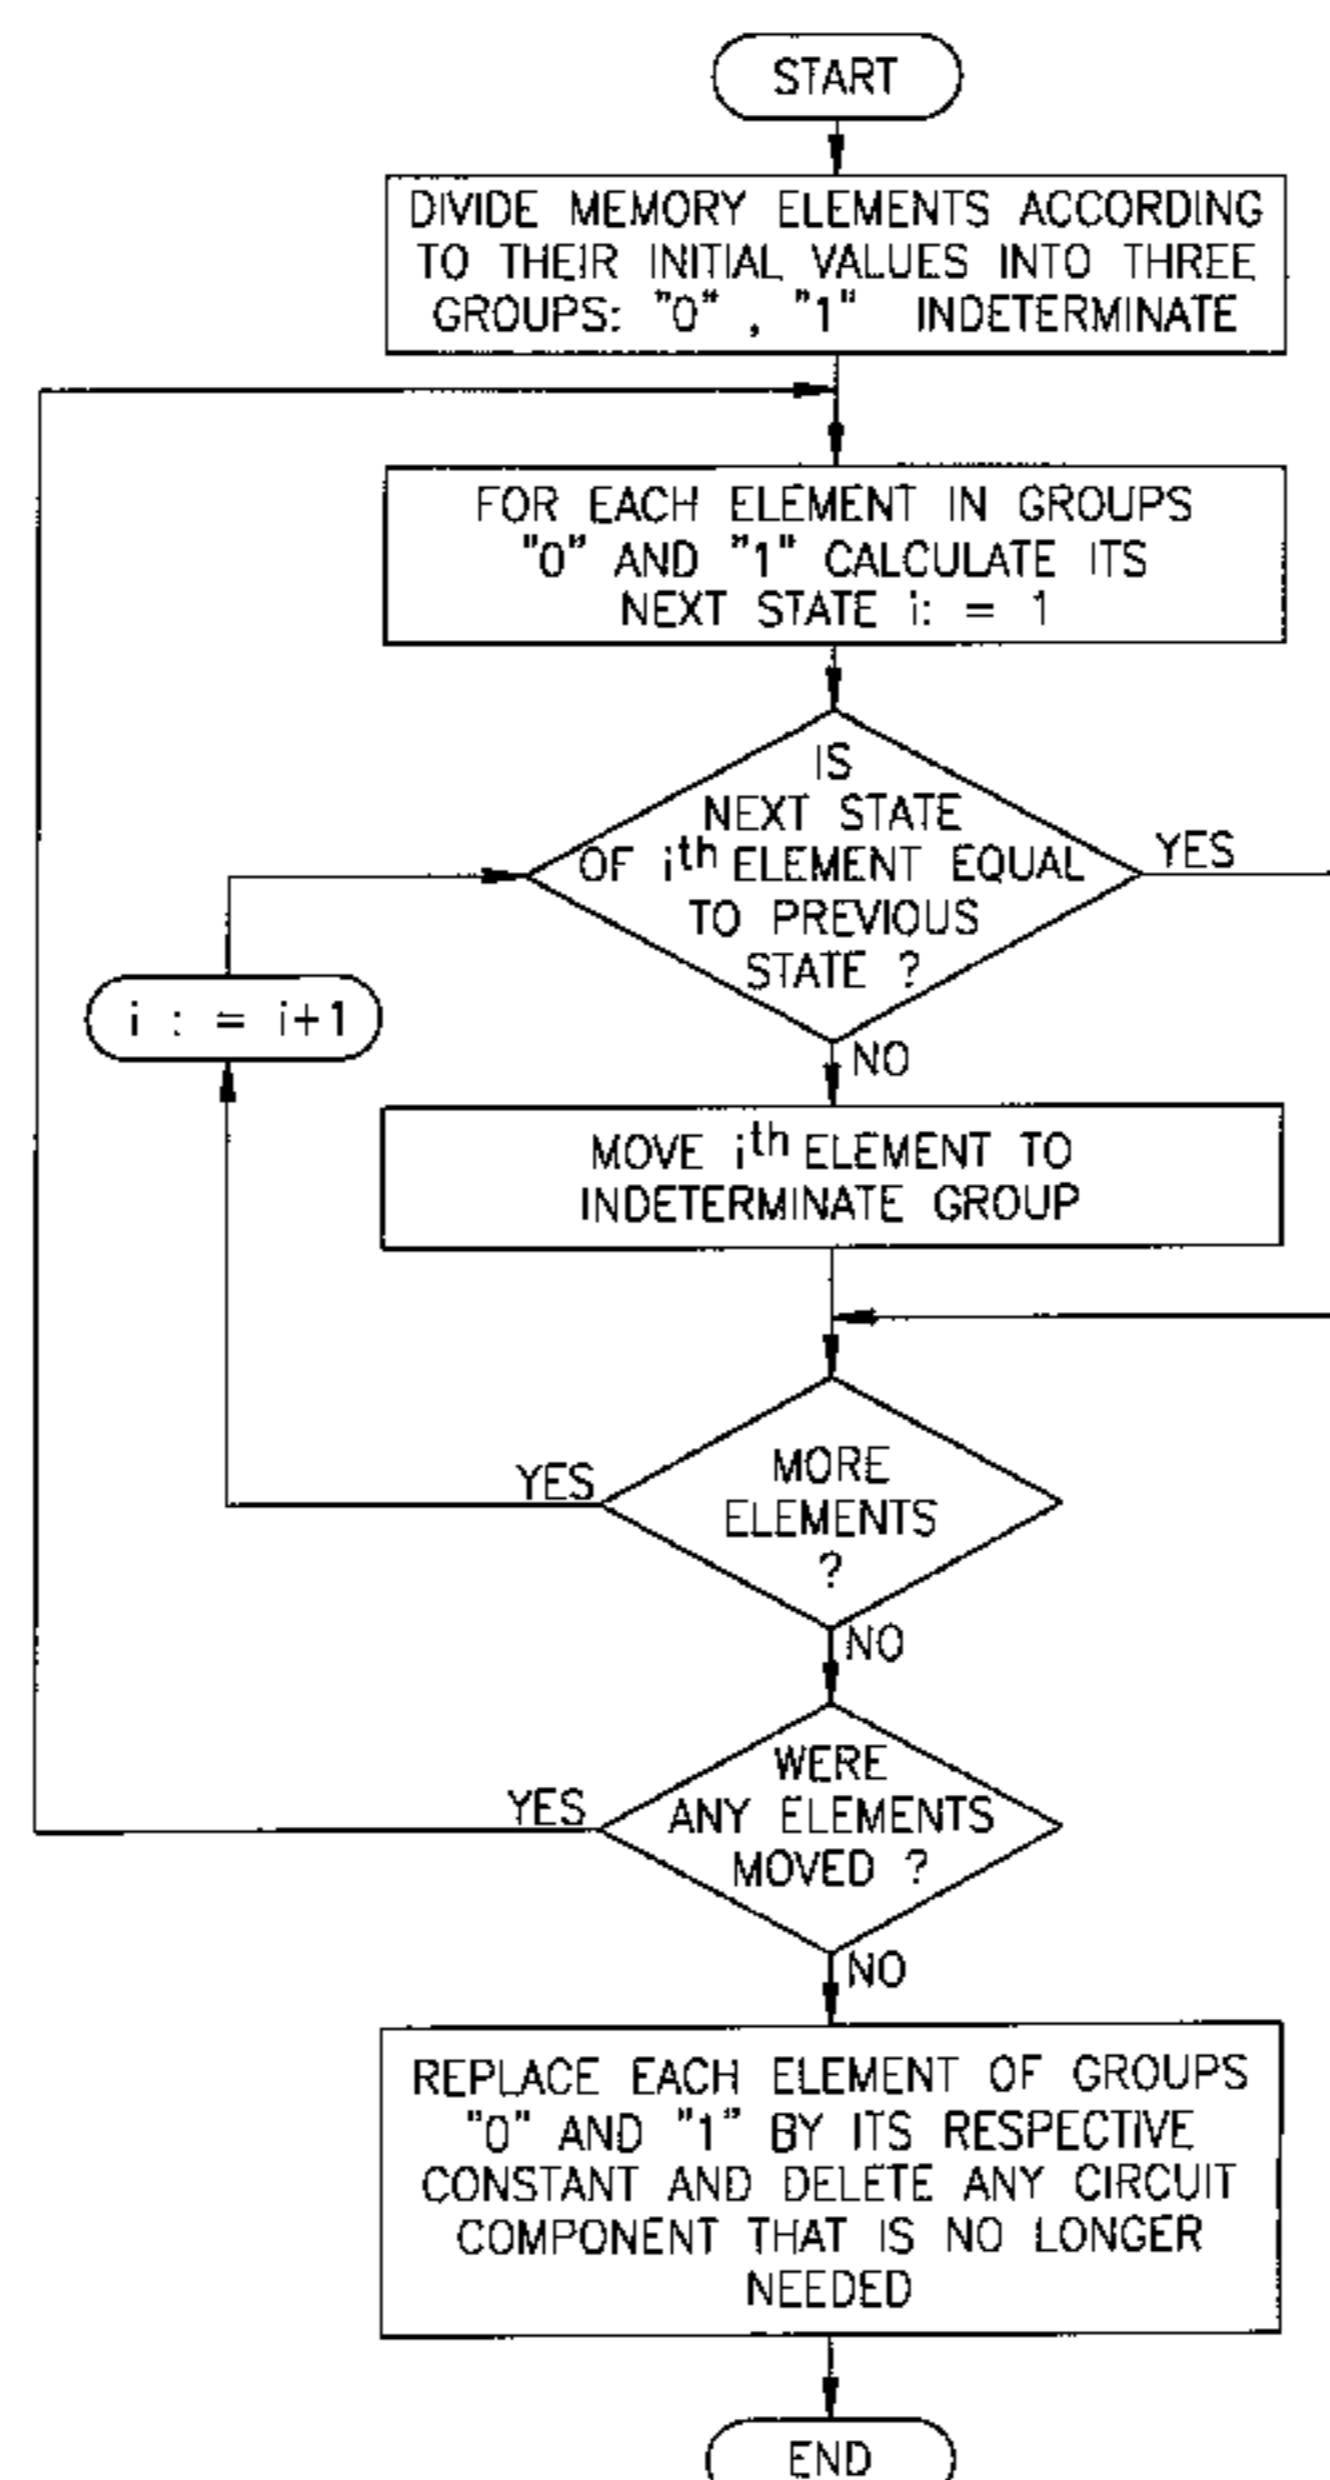 START
DIVIDE MEMORY ELEMENTS ACCORDING
TO THEIR INITIAL VALUES INTO THREE
GROUPS: "0" , "1" INDETERMINATE
FOR EACH ELEMENT IN GROUPS
"0" AND "1" CALCULATE ITS
NEXT STATE i: = 1
IS
NEXT STATE
OF ith ELEMENT EQUAL
TO PREVIOUS
STATE ?
YES
i : = i+1
NO
MOVE ith ELEMENT TO
INDETERMINATE GROUP
MORE
ELEMENTS
?
YES
NO
WERE
ANY ELEMENTS
MOVED ?
YES
NO
REPLACE EACH ELEMENT OF GROUPS
"0" AND "1" BY ITS RESPECTIVE
CONSTANT AND DELETE ANY CIRCUIT
COMPONENT THAT IS NO LONGER
NEEDED
END